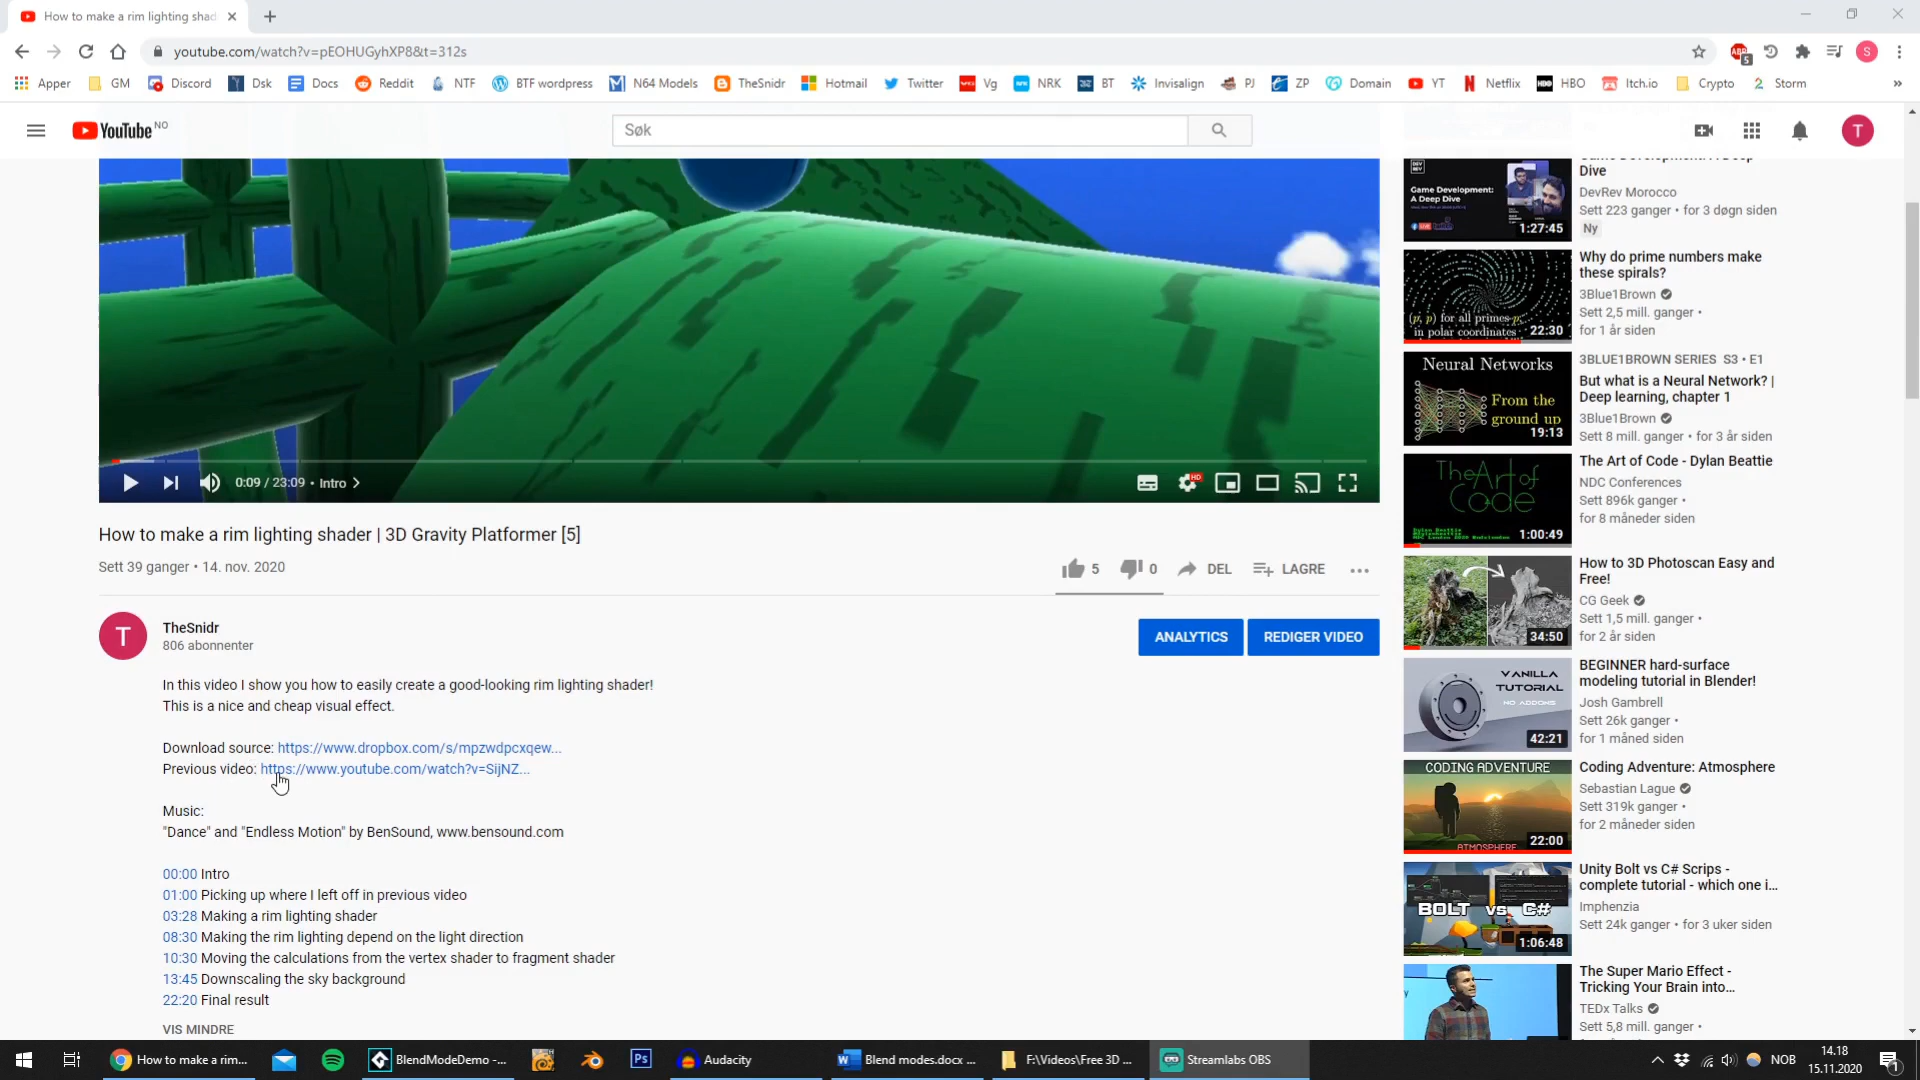 How to make a rim lighting shad
youtube.com/watch?v=pEOHUGyhXP8&t=312s
ABP
5
S
Apper
GM
Discord
Dsk
Docs
Reddit
NTF
BTF wordpress
N64 Models
TheSnidr
Hotmail
Twitter
Vg
NRK
BT
Invisalign
PJ
ZP
Domain
YT
Netflix
HBO
Itch.io
Crypto
Storm
»
YouTube NO
Søk
T
0:09 / 23:09 • Intro
HD
How to make a rim lighting shader | 3D Gravity Platformer [5]
Sett 39 ganger • 14. nov. 2020
5
0
DEL
LAGRE
T
TheSnidr
806 abonnenter
ANALYTICS
REDIGER VIDEO
In this video I show you how to easily create a good-looking rim lighting shader!
This is a nice and cheap visual effect.
Download source: https://www.dropbox.com/s/mpzwdpcxqew...
Previous video: https://www.youtube.com/watch?v=SijNZ...
Music:
"Dance" and "Endless Motion" by BenSound, www.bensound.com
00:00 Intro
01:00 Picking up where I left off in previous video
03:28 Making a rim lighting shader
08:30 Making the rim lighting depend on the light direction
10:30 Moving the calculations from the vertex shader to fragment shader
13:45 Downscaling the sky background
22:20 Final result
VIS MINDRE
Game Development:
A Deep Dive
1:27:45
Dive
DevRev Morocco
Sett 223 ganger • for 3 døgn siden
Ny
(p, p) for all primes p,
in polar coordinates
22:30
Why do prime numbers make
these spirals?
3Blue1Brown
Sett 2,5 mill. ganger •
for 1 år siden
Neural Networks
From the
ground up
19:13
3BLUE1BROWN SERIES S3 • E1
But what is a Neural Network? |
Deep learning, chapter 1
3Blue1Brown
Sett 8 mill. ganger • for 3 år siden
The Art of
Code
1:00:49
The Art of Code - Dylan Beattie
NDC Conferences
Sett 896k ganger •
for 8 måneder siden
34:50
How to 3D Photoscan Easy and
Free!
CG Geek
Sett 1,5 mill. ganger •
for 2 år siden
VANILLA
TUTORIAL
NO ADDONS
42:21
BEGINNER hard-surface
modeling tutorial in Blender!
Josh Gambrell
Sett 26k ganger •
for 1 måned siden
CODING ADVENTURE
ATMOSPHERE
22:00
Coding Adventure: Atmosphere
Sebastian Lague
Sett 319k ganger •
for 2 måneder siden
BOLT vs C#
1:06:48
Unity Bolt vs C# Scrips -
complete tutorial - which one i...
Imphenzia
Sett 24k ganger • for 3 uker siden
The Super Mario Effect -
Tricking Your Brain into...
TEDx Talks
Sett 5,8 mill. ganger •
How to make a rim...
BlendModeDemo -...
Ps
Audacity
Blend modes.docx ...
F:\Videos\Free 3D ...
Streamlabs OBS
NOB
14.18
15.11.2020
1